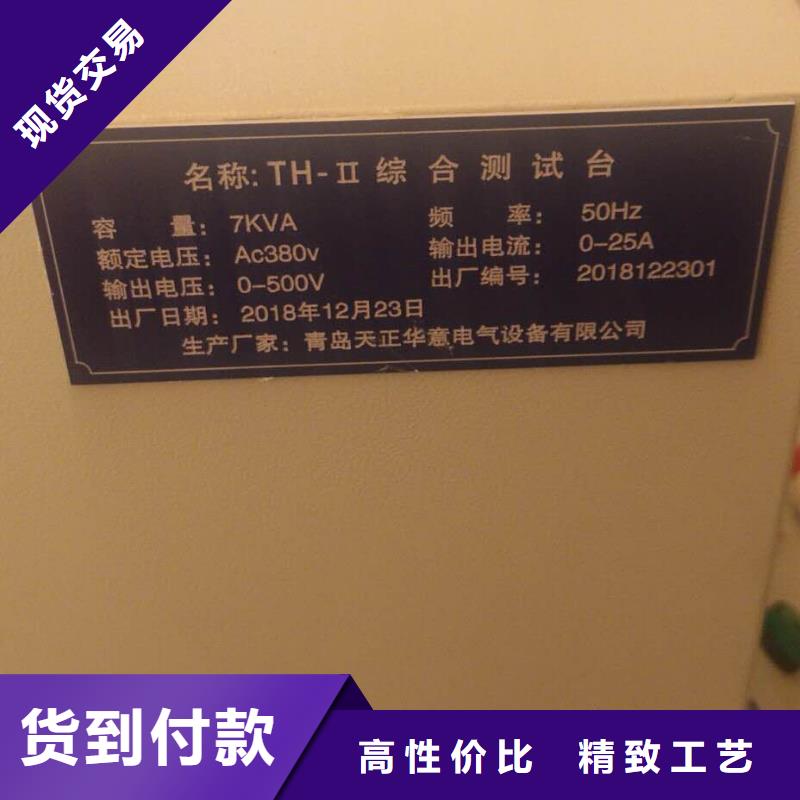 现货交易
名称: TH-Ⅱ 综合测试台
容 量: 7KVA 频 率: 50Hz
额定电压: Ac380v 输出电流: 0-25A
输出电压: 0-500V 出厂编号: 2018122301
出厂日期: 2018年12月23日
生产厂家: 青岛天正华意电气设备有限公司
货到付款
高性价比 精致工艺